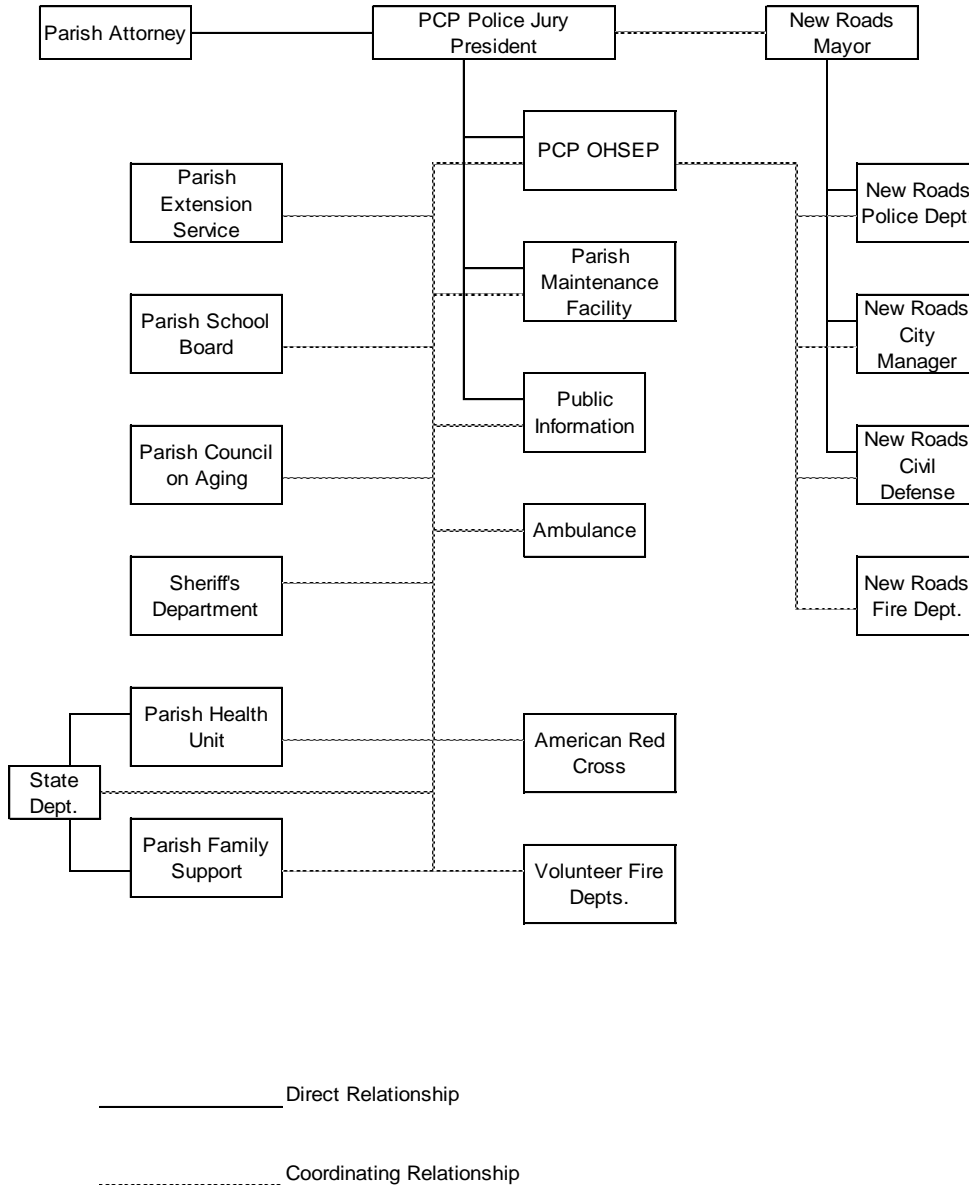 Parish Attorney
PCP Police Jury
President
New Roads
Mayor
PCP OHSEP
Parish
Extension
Service
New Roads
Police Dept.
Parish
Maintenance
Facility
Parish School
Board
New Roads
City
Manager
Public
Information
Parish Council
on Aging
New Roads
Civil
Defense
Ambulance
Sheriff's
Department
New Roads
Fire Dept.
Parish Health
Unit
American Red
Cross
State
Dept.
Parish Family
Support
Volunteer Fire
Depts.
Direct Relationship
Coordinating Relationship